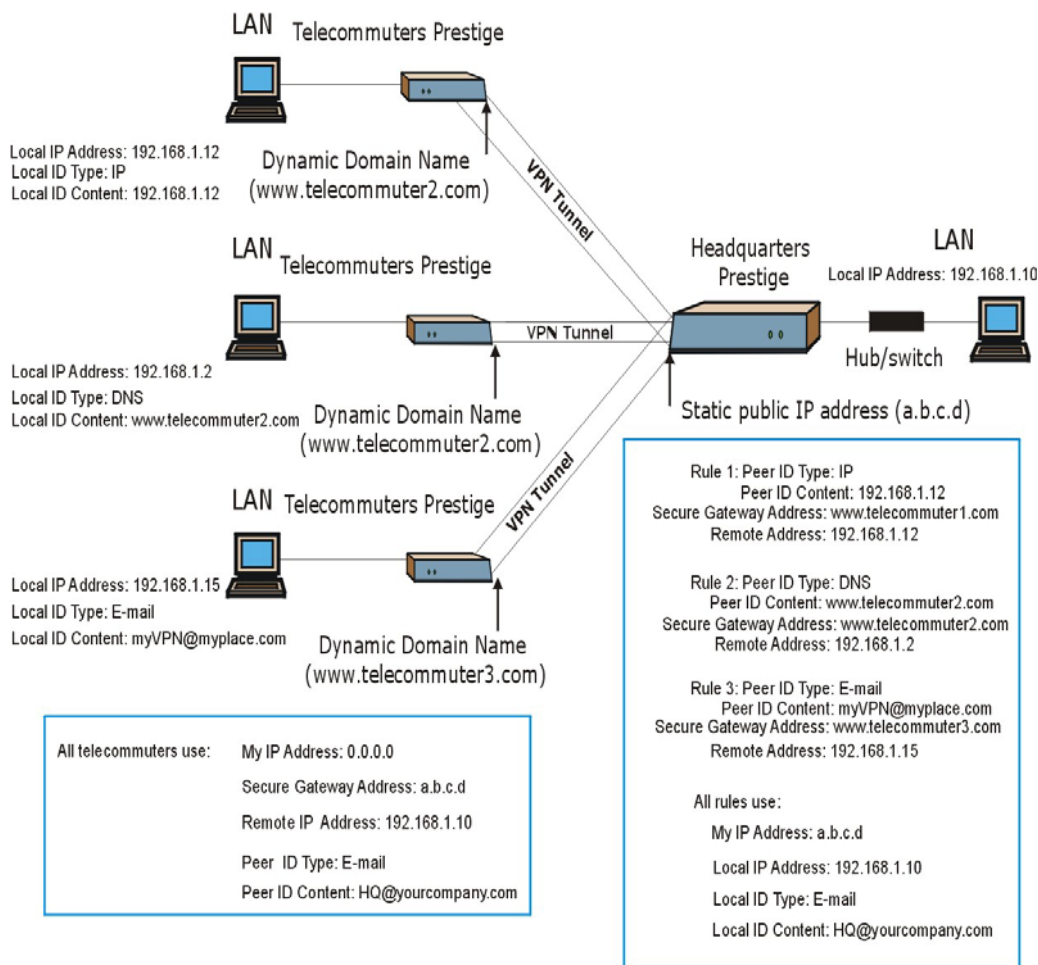 LAN
Telecommuters Prestige
Local IP Address: 192.168.1.12
Local ID Type: IP
Local ID Content: 192.168.1.12
Dynamic Domain Name
(www.telecommuter2.com)
VPN Tunnel
LAN
Telecommuters Prestige
Local IP Address: 192.168.1.2
Local ID Type: DNS
Local ID Content: www.telecommuter2.com
Dynamic Domain Name
(www.telecommuter2.com)
VPN Tunnel
LAN
Telecommuters Prestige
Local IP Address: 192.168.1.15
Local ID Type: E-mail
Local ID Content: myVPN@myplace.com
Dynamic Domain Name
(www.telecommuter3.com)
VPN Tunnel
Headquarters
Prestige
LAN
Local IP Address: 192.168.1.10
Hub/switch
Static public IP address (a.b.c.d)
All telecommuters use:
My IP Address: 0.0.0.0
Secure Gateway Address: a.b.c.d
Remote IP Address: 192.168.1.10
Peer ID Type: E-mail
Peer ID Content: HQ@yourcompany.com
Rule 1: Peer ID Type: IP
Peer ID Content: 192.168.1.12
Secure Gateway Address: www.telecommuter1.com
Remote Address: 192.168.1.12
Rule 2: Peer ID Type: DNS
Peer ID Content: www.telecommuter2.com
Secure Gateway Address: www.telecommuter2.com
Remote Address: 192.168.1.2
Rule 3: Peer ID Type: E-mail
Peer ID Content: myVPN@myplace.com
Secure Gateway Address: www.telecommuter3.com
Remote Address: 192.168.1.15
All rules use:
My IP Address: a.b.c.d
Local IP Address: 192.168.1.10
Local ID Type: E-mail
Local ID Content: HQ@yourcompany.com